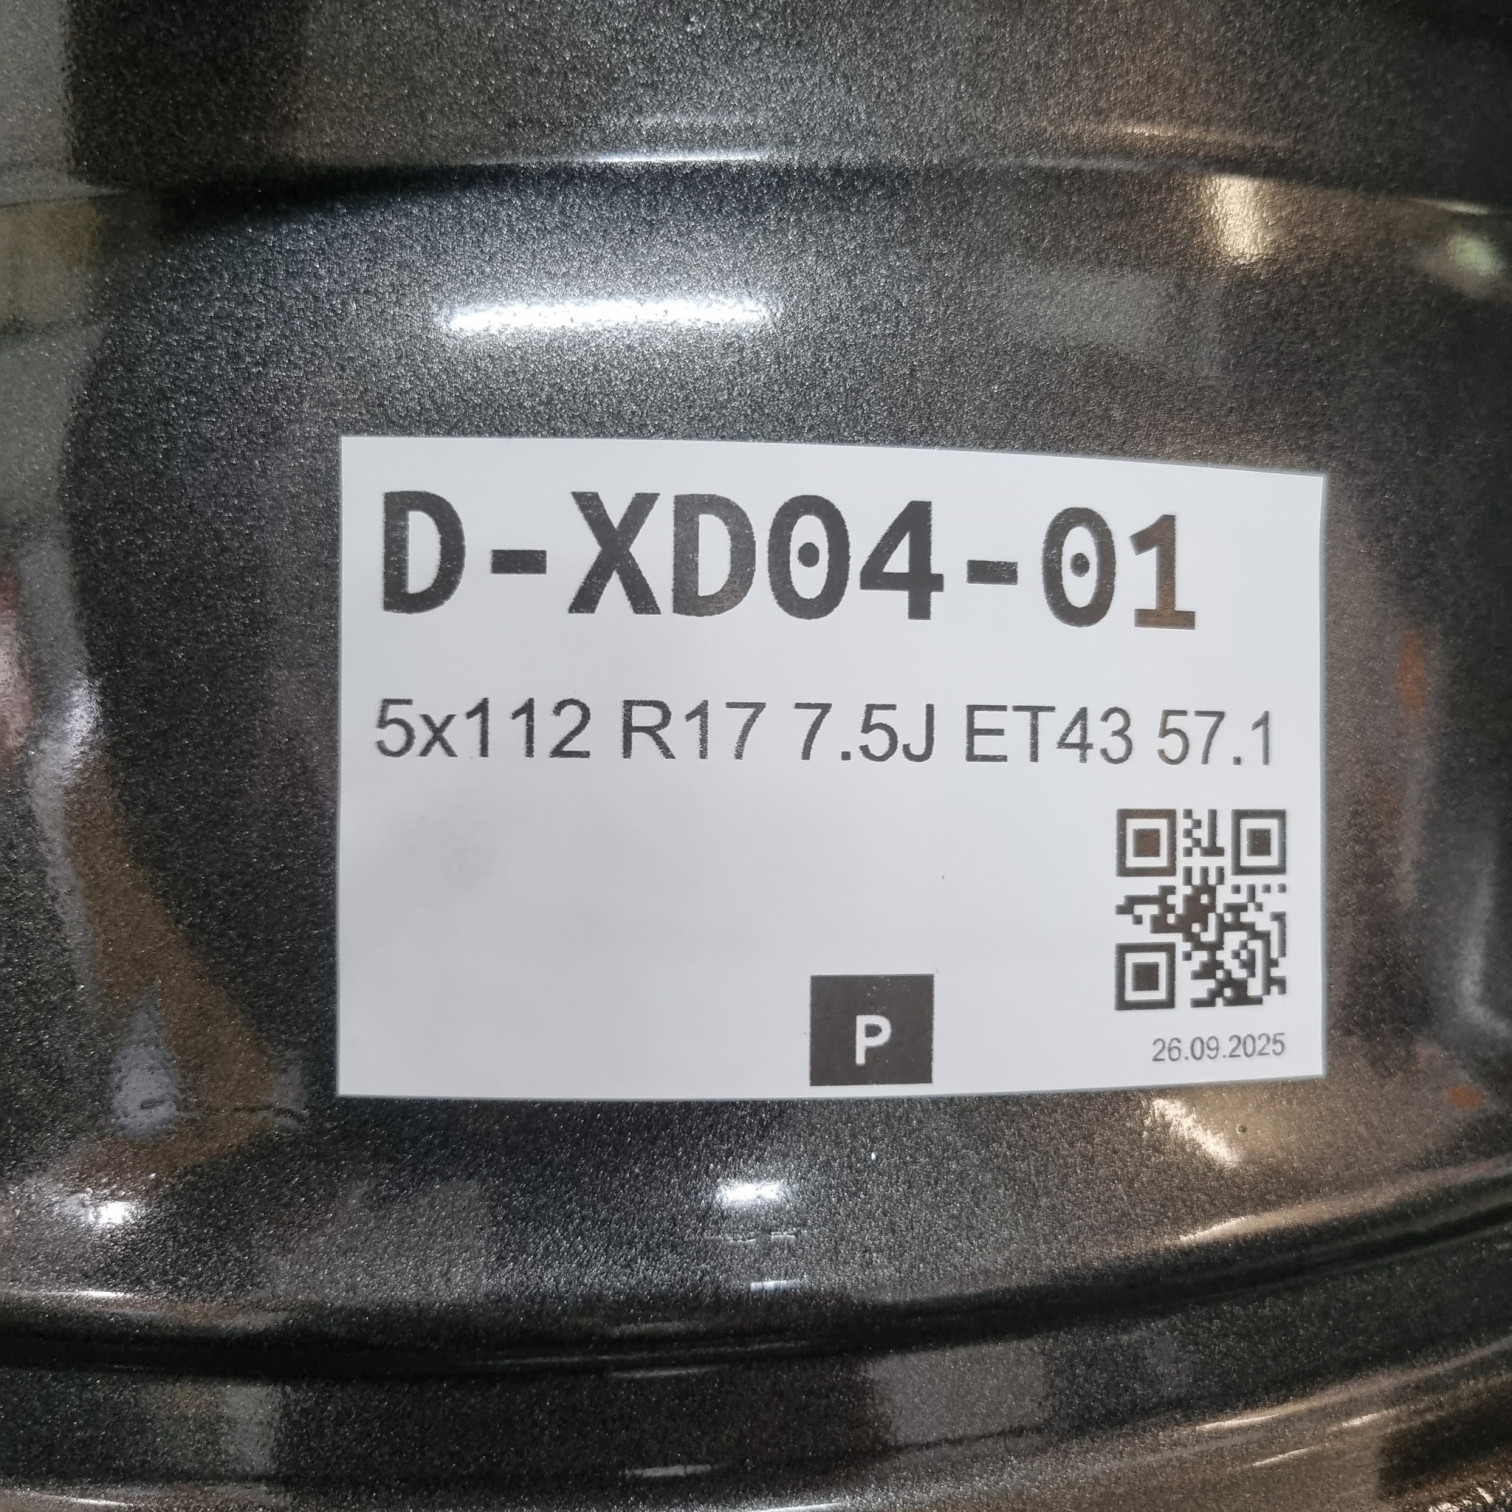 D-XD04-01
5x112 R17 7.5J ET43 57.1
P
26.09.2025